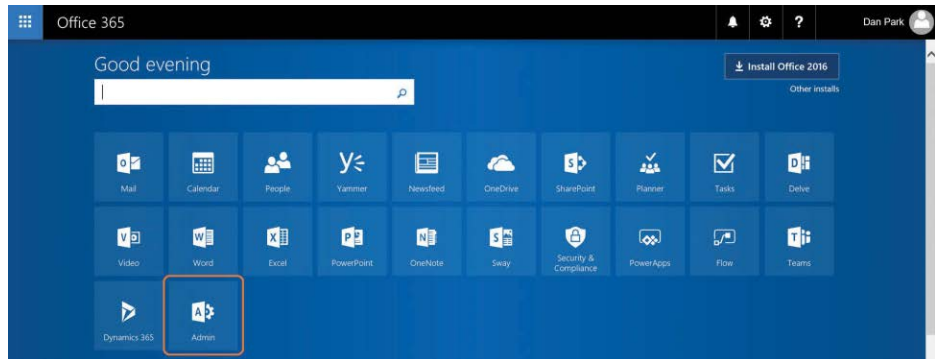 Office 365
?
Dan Park
Good evening
Install Office 2016
Other installs
Mail
Calendar
People
Yammer
Newsfeed
OneDrive
SharePoint
Planner
Tasks
Delve
Video
Word
Excel
PowerPoint
OneNote
Sway
Security &
Compliance
PowerApps
Flow
Teams
Dynamics 365
Admin